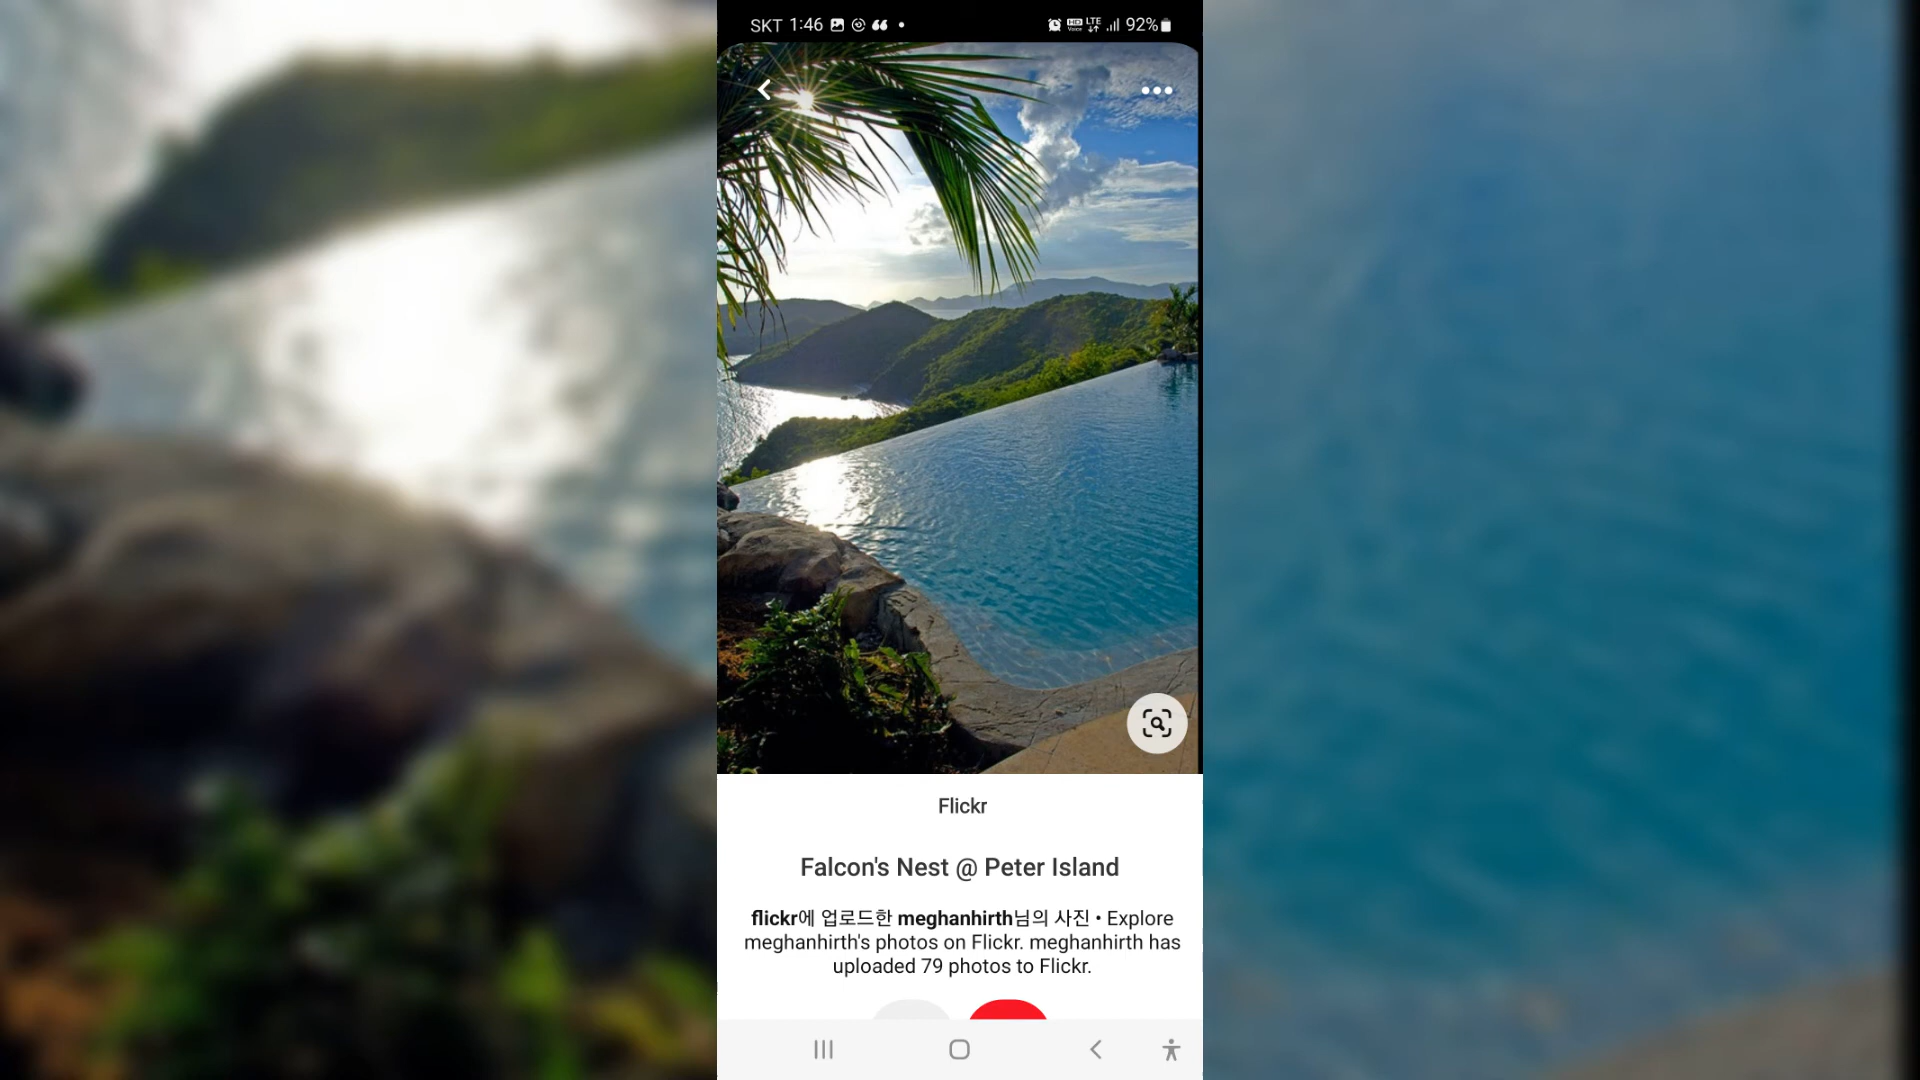 SKT 1:46 92%
Flickr
Falcon's Nest @ Peter Island
flickr에 업로드한 meghanhirth님의 사진 • Explore
meghanhirth's photos on Flickr. meghanhirth has
uploaded 79 photos to Flickr.